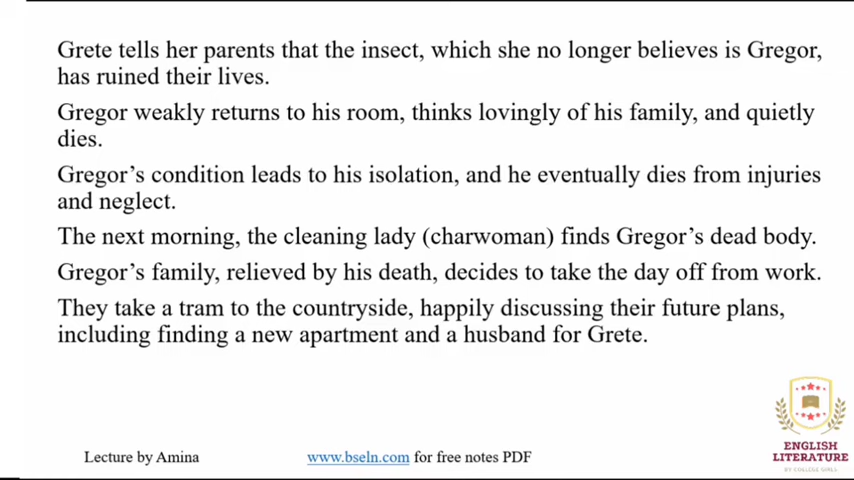 Grete tells her parents that the insect, which she no longer believes is Gregor,
has ruined their lives.
Gregor weakly returns to his room, thinks lovingly of his family, and quietly
dies.
Gregor’s condition leads to his isolation, and he eventually dies from injuries
and neglect.
The next morning, the cleaning lady (charwoman) finds Gregor’s dead body.
Gregor’s family, relieved by his death, decides to take the day off from work.
They take a tram to the countryside, happily discussing their future plans,
including finding a new apartment and a husband for Grete.
Lecture by Amina
www.bseln.com for free notes PDF
ENGLISH
LITERATURE
BY COLLEGE GIRLS